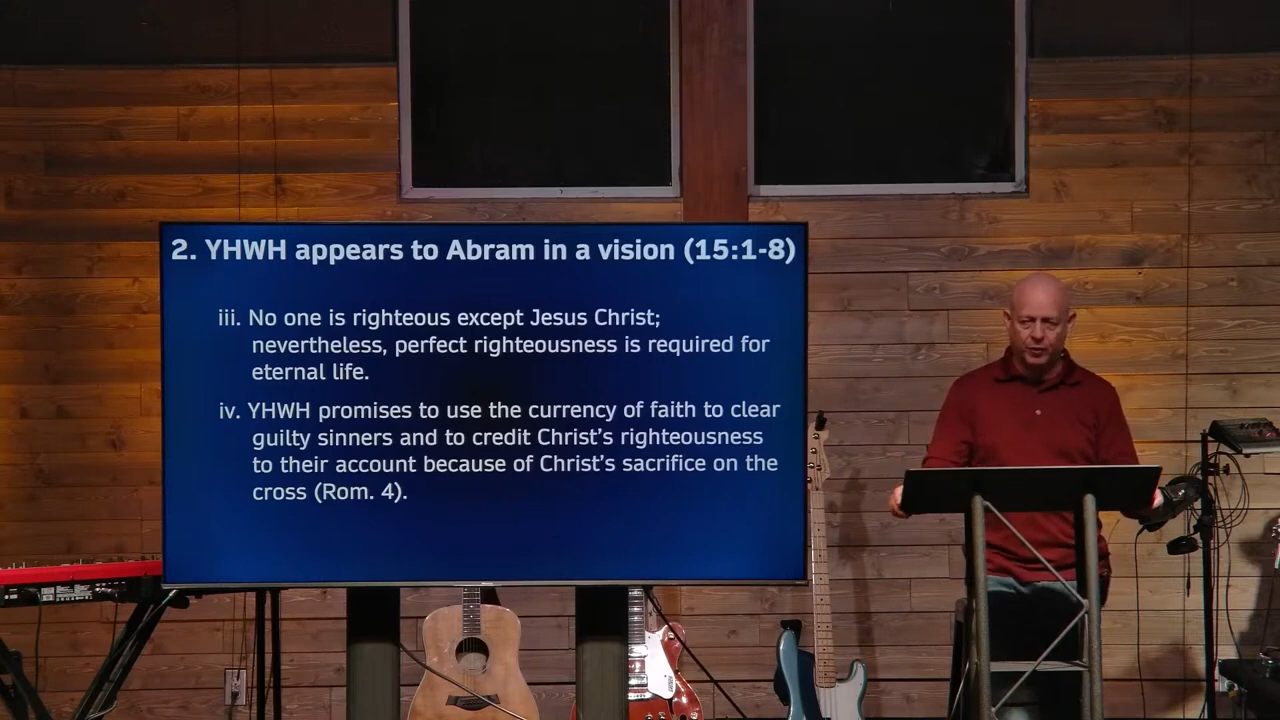 2. YHWH appears to Abram in a vision (15:1-8)
iii. No one is righteous except Jesus Christ;
nevertheless, perfect righteousness is required for
eternal life.
iv. YHWH promises to use the currency of faith to clear
guilty sinners and to credit Christ's righteousness
to their account because of Christ's sacrifice on the
cross (Rom. 4).